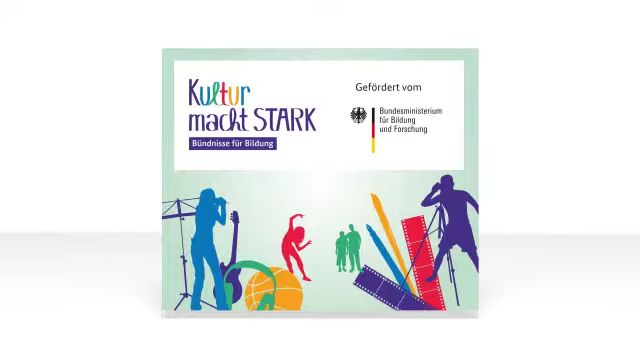 Kultur
macht STARK
Bündnisse für Bildung
Gefördert vom
Bundesministerium
für Bildung
und Forschung